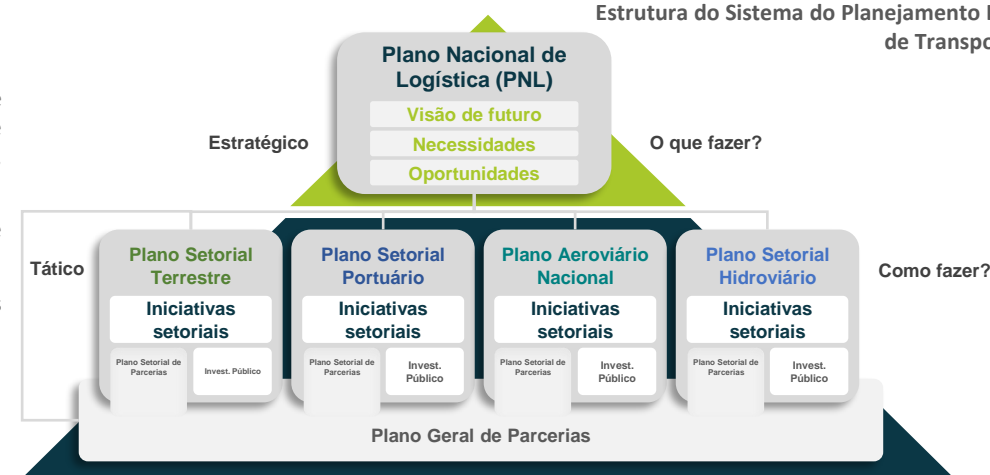 Estrutura do Sistema do Planejamento
de
Plano Nacional de
Logística (PNL)
Visão de futuro
Necessidades
Oportunidades
Estratégico
O que fazer?
Tático
Como fazer?
Plano Setorial
Terrestre
Iniciativas
setoriais
Plano Setorial de
Parcerias
Invest. Público
Plano Setorial
Portuário
Iniciativas
setoriais
Plano Setorial de
Parcerias
Invest.
Público
Plano Aeroviário
Nacional
Iniciativas
setoriais
Plano Setorial de
Parcerias
Invest.
Público
Plano Setorial
Hidroviário
Iniciativas
setoriais
Plano Setorial de
Parcerias
Invest.
Público
Plano Geral de Parcerias